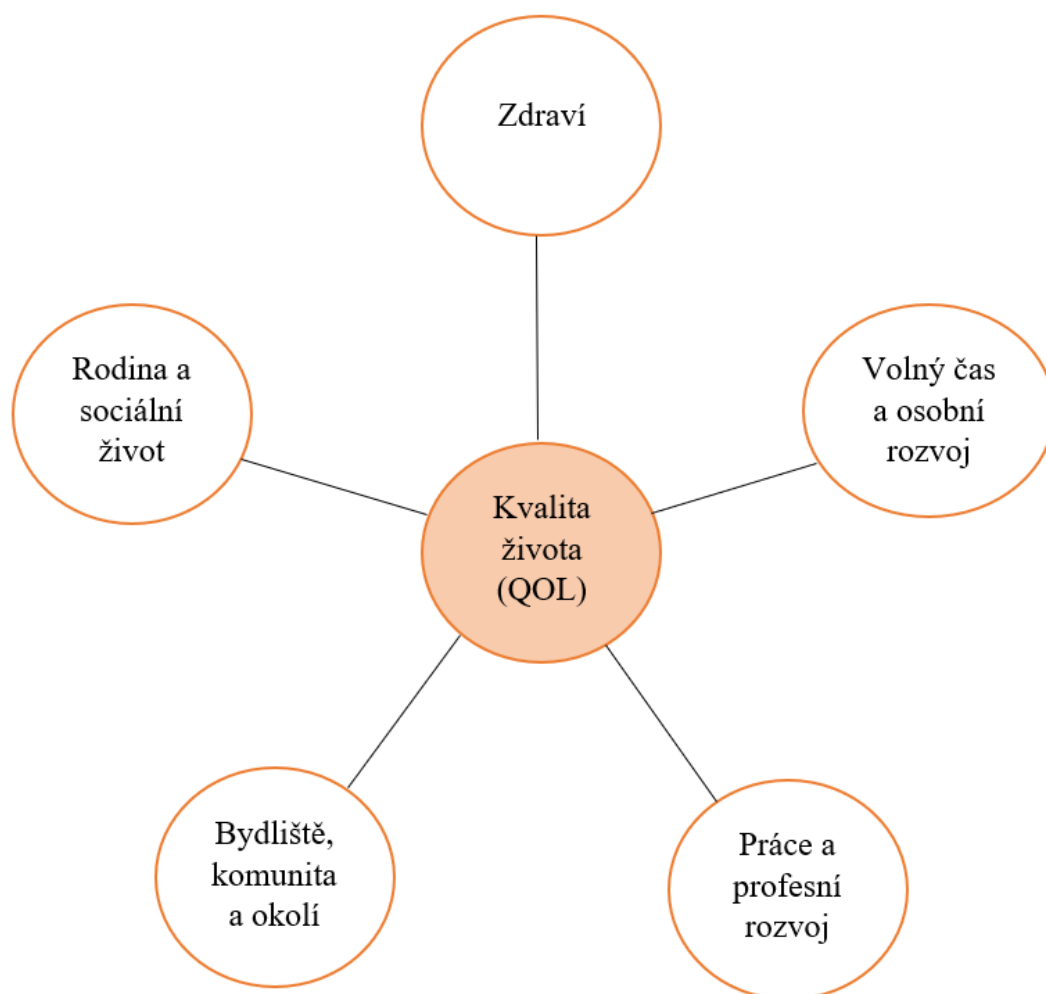 Zdraví
Rodina a
sociální
život
Volný čas
a osobní
rozvoj
Kvalita
života
(QOL)
Bydliště,
komunita
a okolí
Práce a
profesní
rozvoj